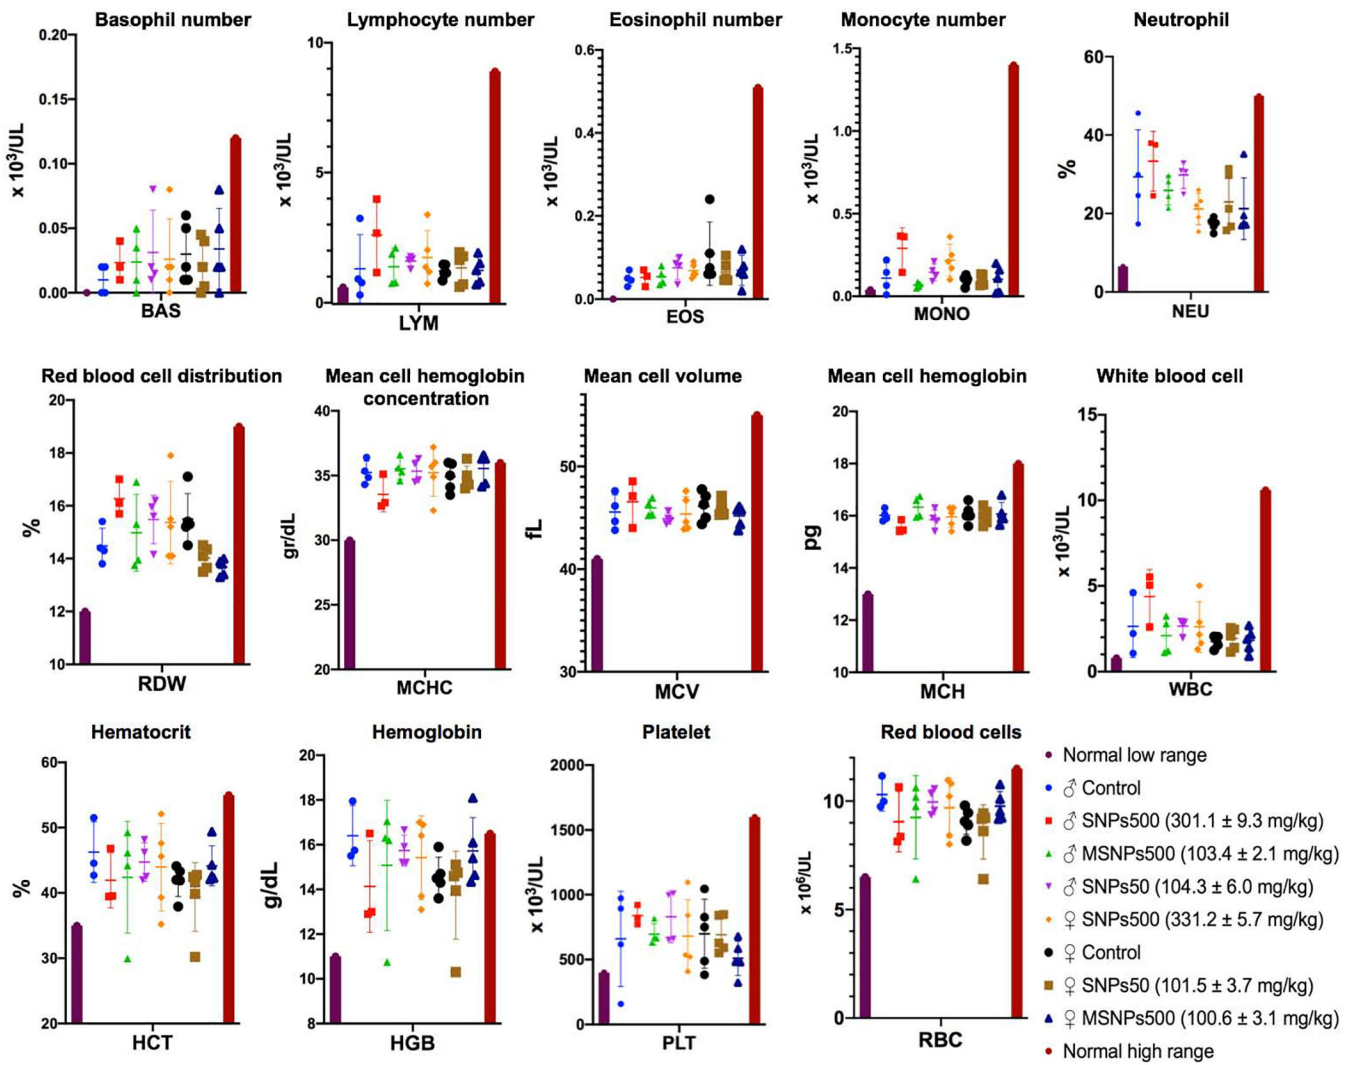 Basophil number
0.20
0.15
0.10
0.05
0.00
x 10³/UL
BAS
Lymphocyte number
10
5
0
x 10³/UL
LYM
Eosinophil number
0.6
0.4
0.2
0.0
x 10³/UL
EOS
Monocyte number
1.5
1.0
0.5
0.0
x 10³/UL
MONO
Neutrophil
60
40
20
0
%
NEU
Red blood cell distribution
20
18
16
14
12
10
%
RDW
Mean cell hemoglobin
concentration
40
35
30
25
20
gr/dL
MCHC
Mean cell volume
50
40
30
fL
MCV
Mean cell hemoglobin
20
18
16
14
12
10
pg
MCH
White blood cell
15
10
5
0
x 10³/UL
WBC
Hematocrit
60
50
40
30
20
%
HCT
Hemoglobin
20
18
16
14
12
10
8
g/dL
HGB
Platelet
2000
1500
1000
500
0
x 10³/UL
PLT
Red blood cells
10
5
0
x 10⁶/UL
RBC
Normal low range
♂ Control
♂ SNPs500 (301.1 ± 9.3 mg/kg)
♂ MSNPs500 (103.4 ± 2.1 mg/kg)
♂ SNPs50 (104.3 ± 6.0 mg/kg)
♀ SNPs500 (331.2 ± 5.7 mg/kg)
♀ Control
♀ SNPs50 (101.5 ± 3.7 mg/kg)
♀ MSNPs500 (100.6 ± 3.1 mg/kg)
Normal high range